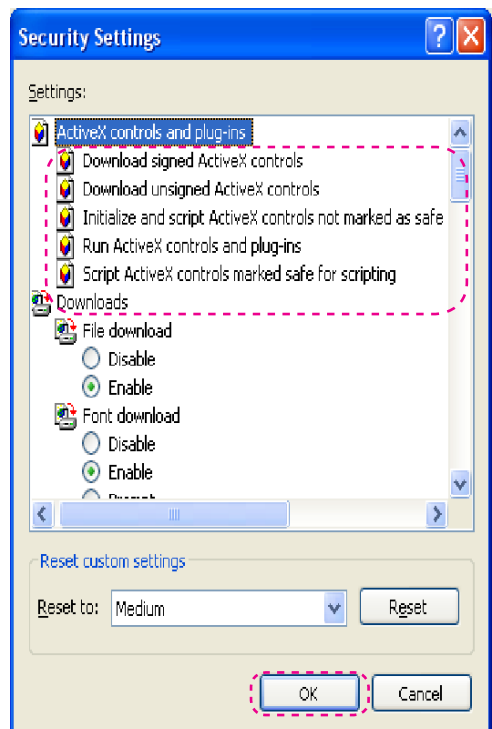 Security Settings
Settings:
ActiveX controls and plug-ins
Download signed ActiveX controls
Download unsigned ActiveX controls
Initialize and script ActiveX controls not marked as safe
Run ActiveX controls and plug-ins
Script ActiveX controls marked safe for scripting
Downloads
File download
Disable
Enable
Font download
Disable
Enable
Reset custom settings
Reset to: Medium Reset
OK Cancel